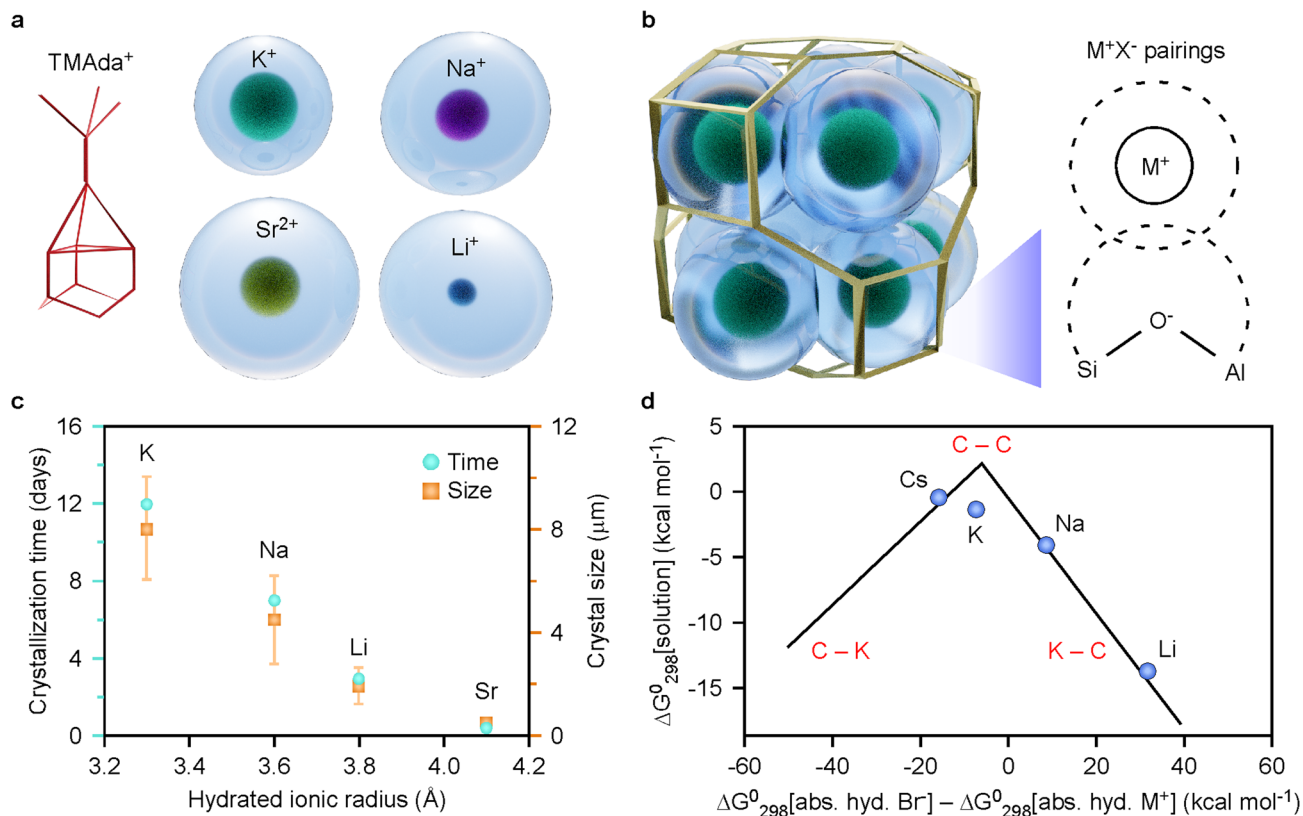 a
TMAda⁺
K⁺
Na⁺
Sr²⁺
Li⁺
b
M⁺X⁻ pairings
M⁺
O⁻
Si
Al
c
Crystallization time (days)
16
12
8
4
0
K
Na
Li
Sr
Time
Size
12
8
4
0
Crystal size (μm)
3.2 3.4 3.6 3.8 4.0 4.2
Hydrated ionic radius (Å)
d
ΔG⁰₂₉₈[solution] (kcal mol⁻¹)
5
0
-5
-10
-15
C – C
Cs
K
Na
C – K
K – C
Li
-60 -40 -20 0 20 40 60
ΔG⁰₂₉₈[abs. hyd. Br⁻] – ΔG⁰₂₉₈[abs. hyd. M⁺] (kcal mol⁻¹)